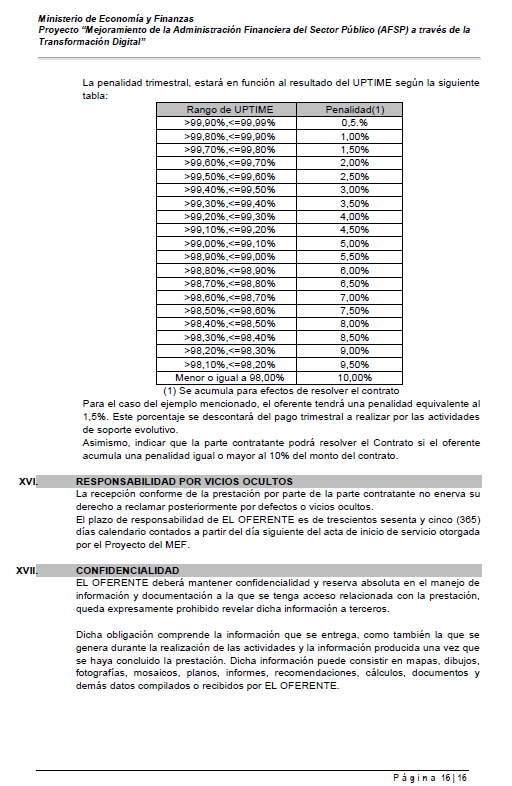 Ministerio de Economía y Finanzas
Proyecto “Mejoramiento de la Administración Financiera del Sector Público (AFSP) a través de la
Transformación Digital”
La penalidad trimestral, estará en función al resultado del UPTIME según la siguiente
tabla:
Rango de UPTIME Penalidad(1)
>99,90%,<=99,99% 0,5.%
>99,80%,<=99,90% 1,00%
>99,70%,<=99,80% 1,50%
>99,60%,<=99,70% 2,00%
>99,50%,<=99,60% 2,50%
>99,40%,<=99,50% 3,00%
>99,30%,<=99,40% 3,50%
>99,20%,<=99,30% 4,00%
>99,10%,<=99,20% 4,50%
>99,00%,<=99,10% 5,00%
>98,90%,<=99,00% 5,50%
>98,80%,<=98,90% 6,00%
>98,70%,<=98,80% 6,50%
>98,60%,<=98,70% 7,00%
>98,50%,<=98,60% 7,50%
>98,40%,<=98,50% 8,00%
>98,30%,<=98,40% 8,50%
>98,20%,<=98,30% 9,00%
>98,10%,<=98,20% 9,50%
Menor o igual a 98,00% 10,00%
(1) Se acumula para efectos de resolver el contrato
Para el caso del ejemplo mencionado, el oferente tendrá una penalidad equivalente al
1,5%. Este porcentaje se descontará del pago trimestral a realizar por las actividades
de soporte evolutivo.
Asimismo, indicar que la parte contratante podrá resolver el Contrato si el oferente
acumula una penalidad igual o mayor al 10% del monto del contrato.
XVI. RESPONSABILIDAD POR VICIOS OCULTOS
La recepción conforme de la prestación por parte de la parte contratante no enerva su
derecho a reclamar posteriormente por defectos o vicios ocultos.
El plazo de responsabilidad de EL OFERENTE es de trescientos sesenta y cinco (365)
días calendario contados a partir del día siguiente del acta de inicio de servicio otorgada
por el Proyecto del MEF.
XVII. CONFIDENCIALIDAD
EL OFERENTE deberá mantener confidencialidad y reserva absoluta en el manejo de
información y documentación a la que se tenga acceso relacionada con la prestación,
queda expresamente prohibido revelar dicha información a terceros.
Dicha obligación comprende la información que se entrega, como también la que se
genera durante la realización de las actividades y la información producida una vez que
se haya concluido la prestación. Dicha información puede consistir en mapas, dibujos,
fotografías, mosaicos, planos, informes, recomendaciones, cálculos, documentos y
demás datos compilados o recibidos por EL OFERENTE.
Página 16|16